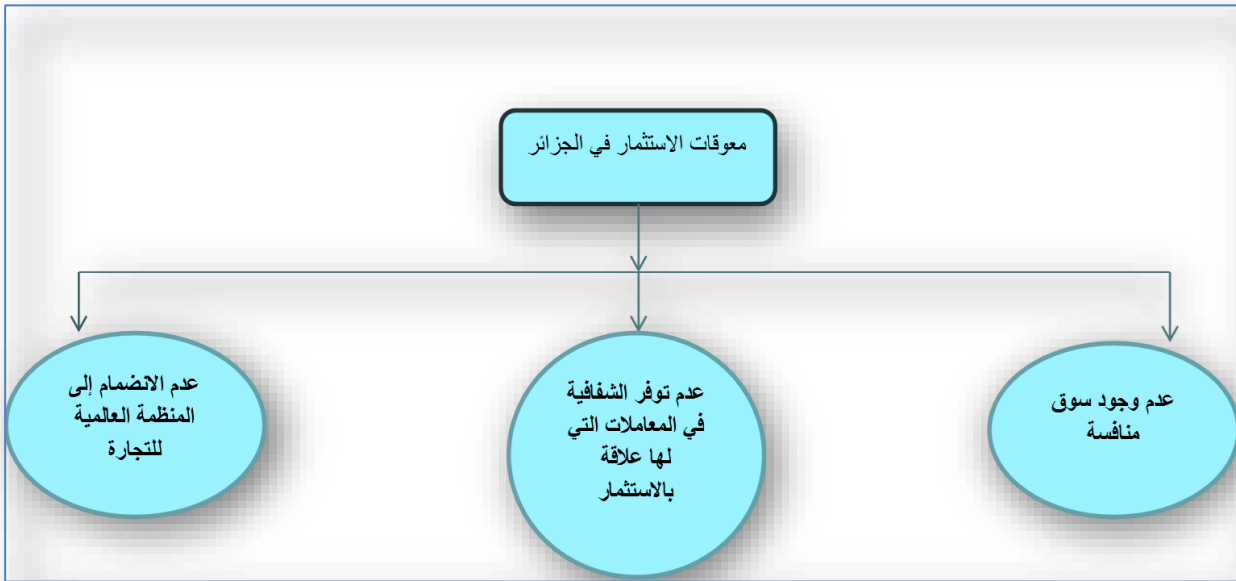 معوقات الاستثمار في الجزائر
عدم وجود سوق
منافسة
عدم توفر الشفافية
في المعاملات التي
لها علاقة
بالاستثمار
عدم الانضمام إلى
المنظمة العالمية
للتجارة